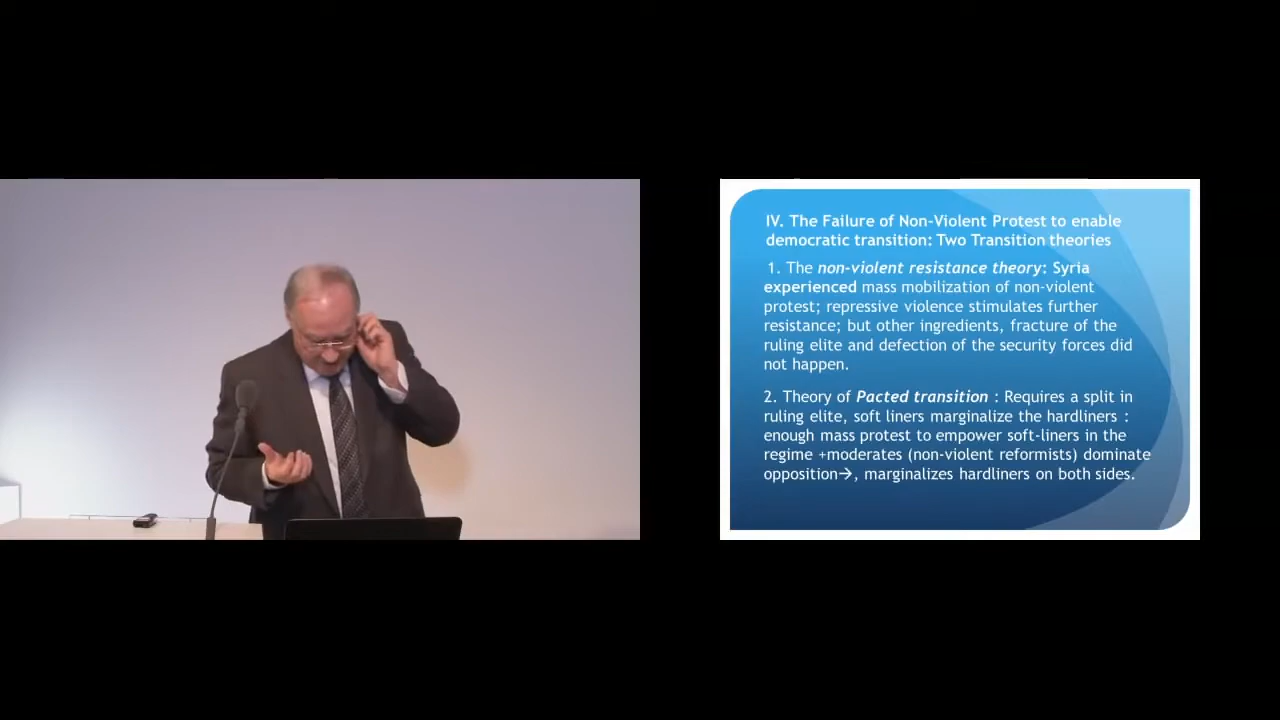 IV. The Failure of Non-Violent Protest to enable
democratic transition: Two Transition theories
1. The non-violent resistance theory: Syria
experienced mass mobilization of non-violent
protest; repressive violence stimulates further
resistance; but other ingredients, fracture of the
ruling elite and defection of the security forces did
not happen.
2. Theory of Pacted transition : Requires a split in
ruling elite, soft liners marginalize the hardliners :
enough mass protest to empower soft-liners in the
regime +moderates (non-violent reformists) dominate
opposition→, marginalizes hardliners on both sides.